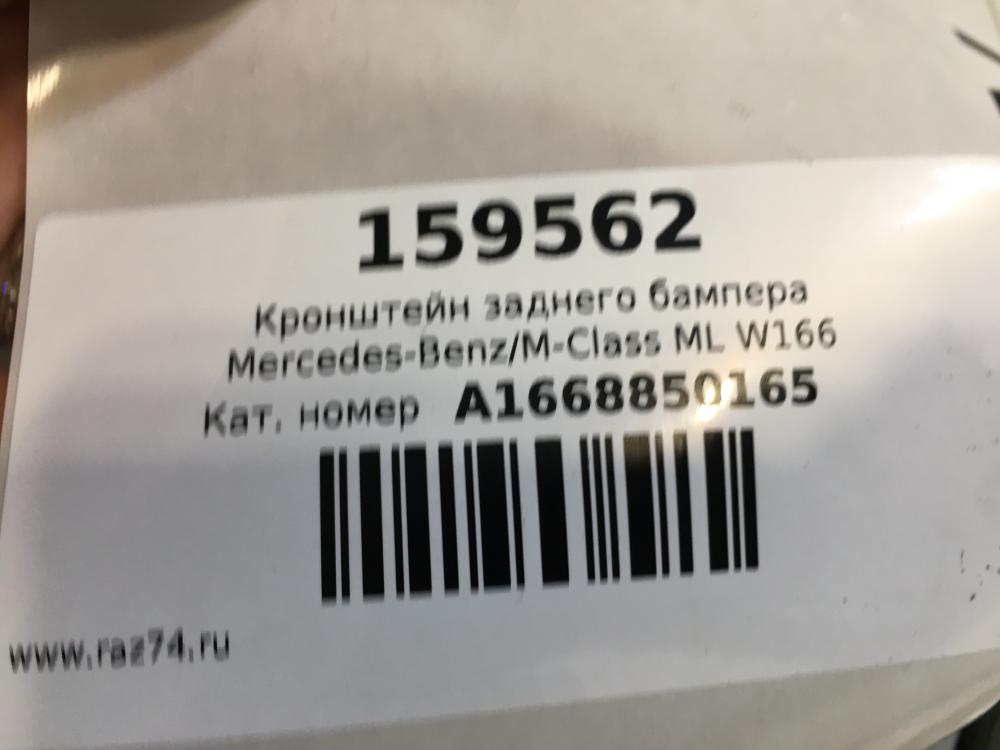 159562
Кронштейн заднего бампера
Mercedes-Benz/M-Class ML W166
Кат. номер A1668850165
www.raz74.ru